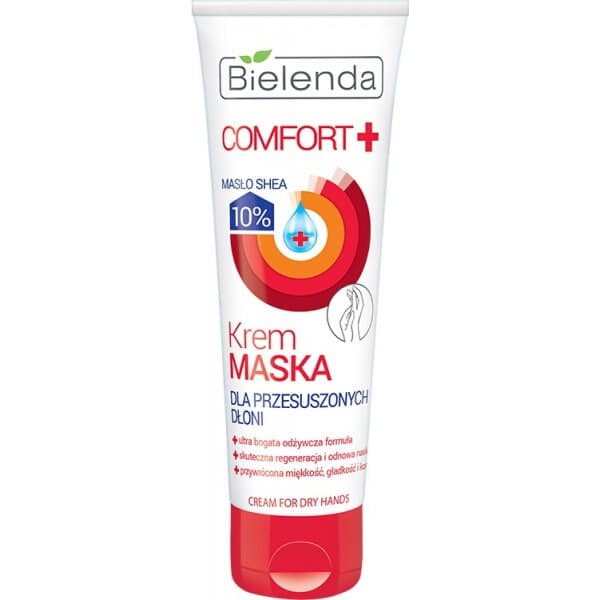 Bielenda
COMFORT+
MASŁO SHEA
10%
Krem
MASKA
DLA PRZESUSZONYCH
DŁONI
+ultra bogata odżywcza formuła
+skuteczna regeneracja i odnowa
+przywrócona miękkość, gładkość i
CREAM FOR DRY HANDS